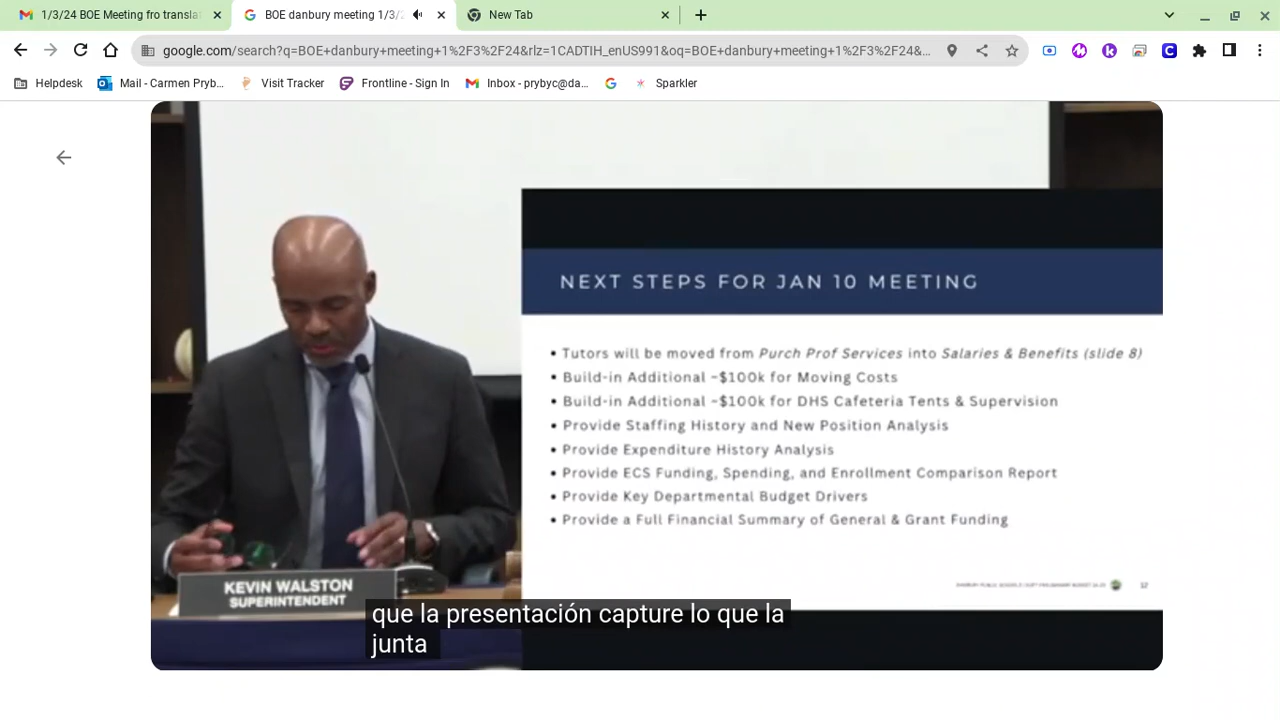 1/3/24 BOE Meeting fro transla
BOE danbury meeting 1/3/2
New Tab
google.com/search?q=BOE+danbury+meeting+1%2F3%2F24&rlz=1CADTIH_enUS991&oq=BOE+danbury+meeting+1%2F3%2F24&...
Helpdesk
Mail - Carmen Pryb...
Visit Tracker
Frontline - Sign In
Inbox - prybyc@da...
Sparkler
NEXT STEPS FOR JAN 10 MEETING
• Tutors will be moved from Purch Prof Services into Salaries & Benefits (slide 8)
• Build-in Additional ~$100k for Moving Costs
• Build-in Additional ~$100k for DHS Cafeteria Tents & Supervision
• Provide Staffing History and New Position Analysis
• Provide Expenditure History Analysis
• Provide ECS Funding, Spending, and Enrollment Comparison Report
• Provide Key Departmental Budget Drivers
• Provide a Full Financial Summary of General & Grant Funding
17
KEVIN WALSTON
SUPERINTENDENT
que la presentación capture lo que la
junta